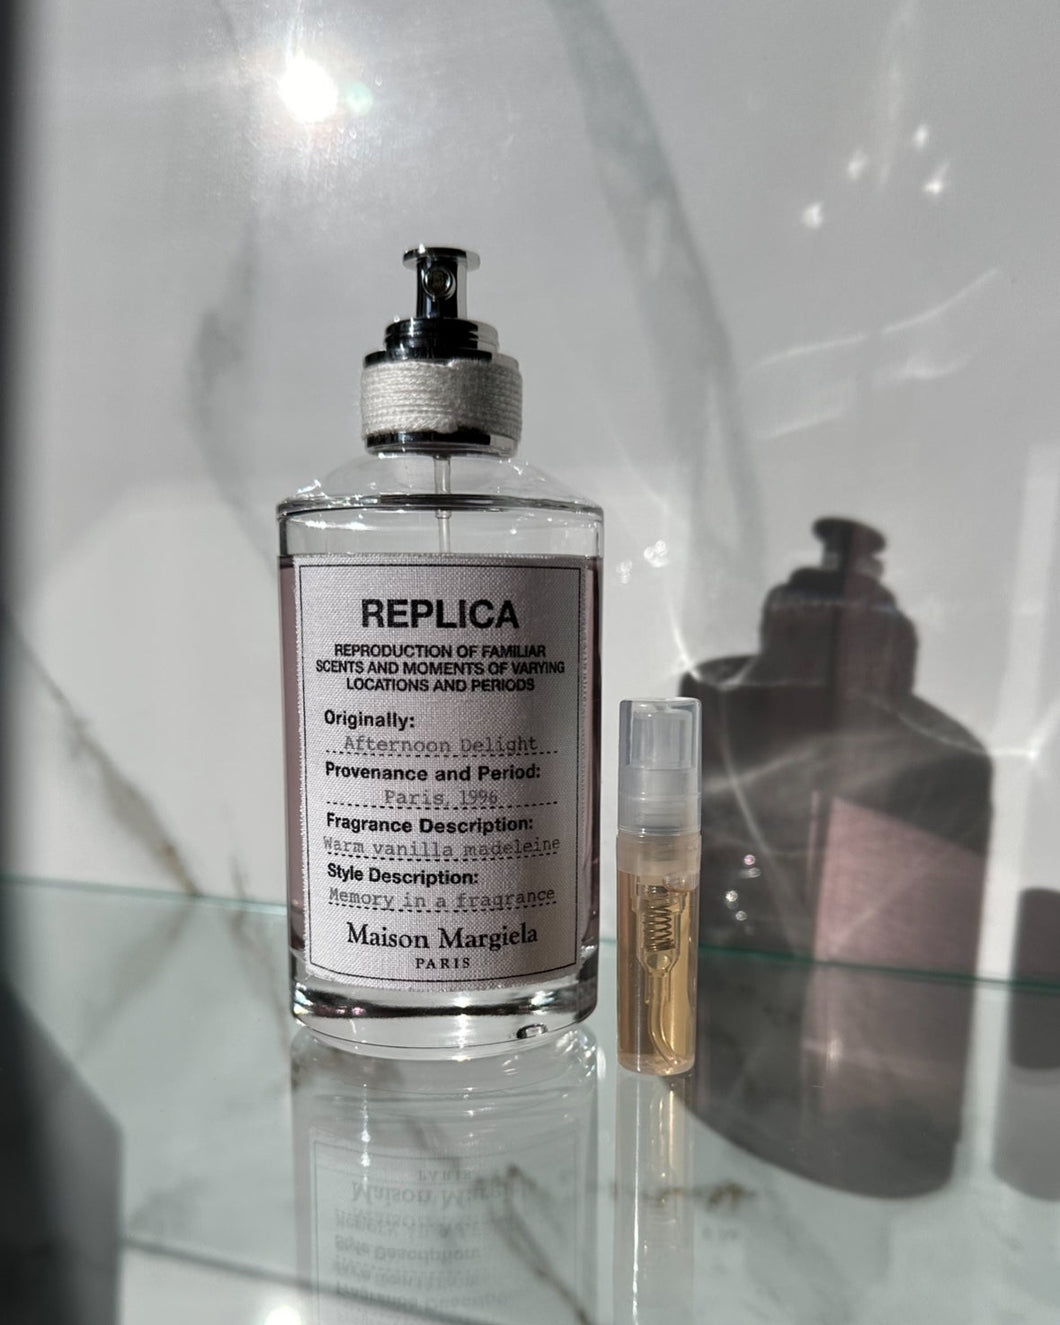 REPLICA
REPRODUCTION OF FAMILIAR
SCENTS AND MOMENTS OF VARYING
LOCATIONS AND PERIODS
Originally:
Afternoon Delight
Provenance and Period:
Paris, 1996
Fragrance Description:
Warm vanilla madeleine
Style Description:
Memory in a fragrance
Maison Margiela
PARIS